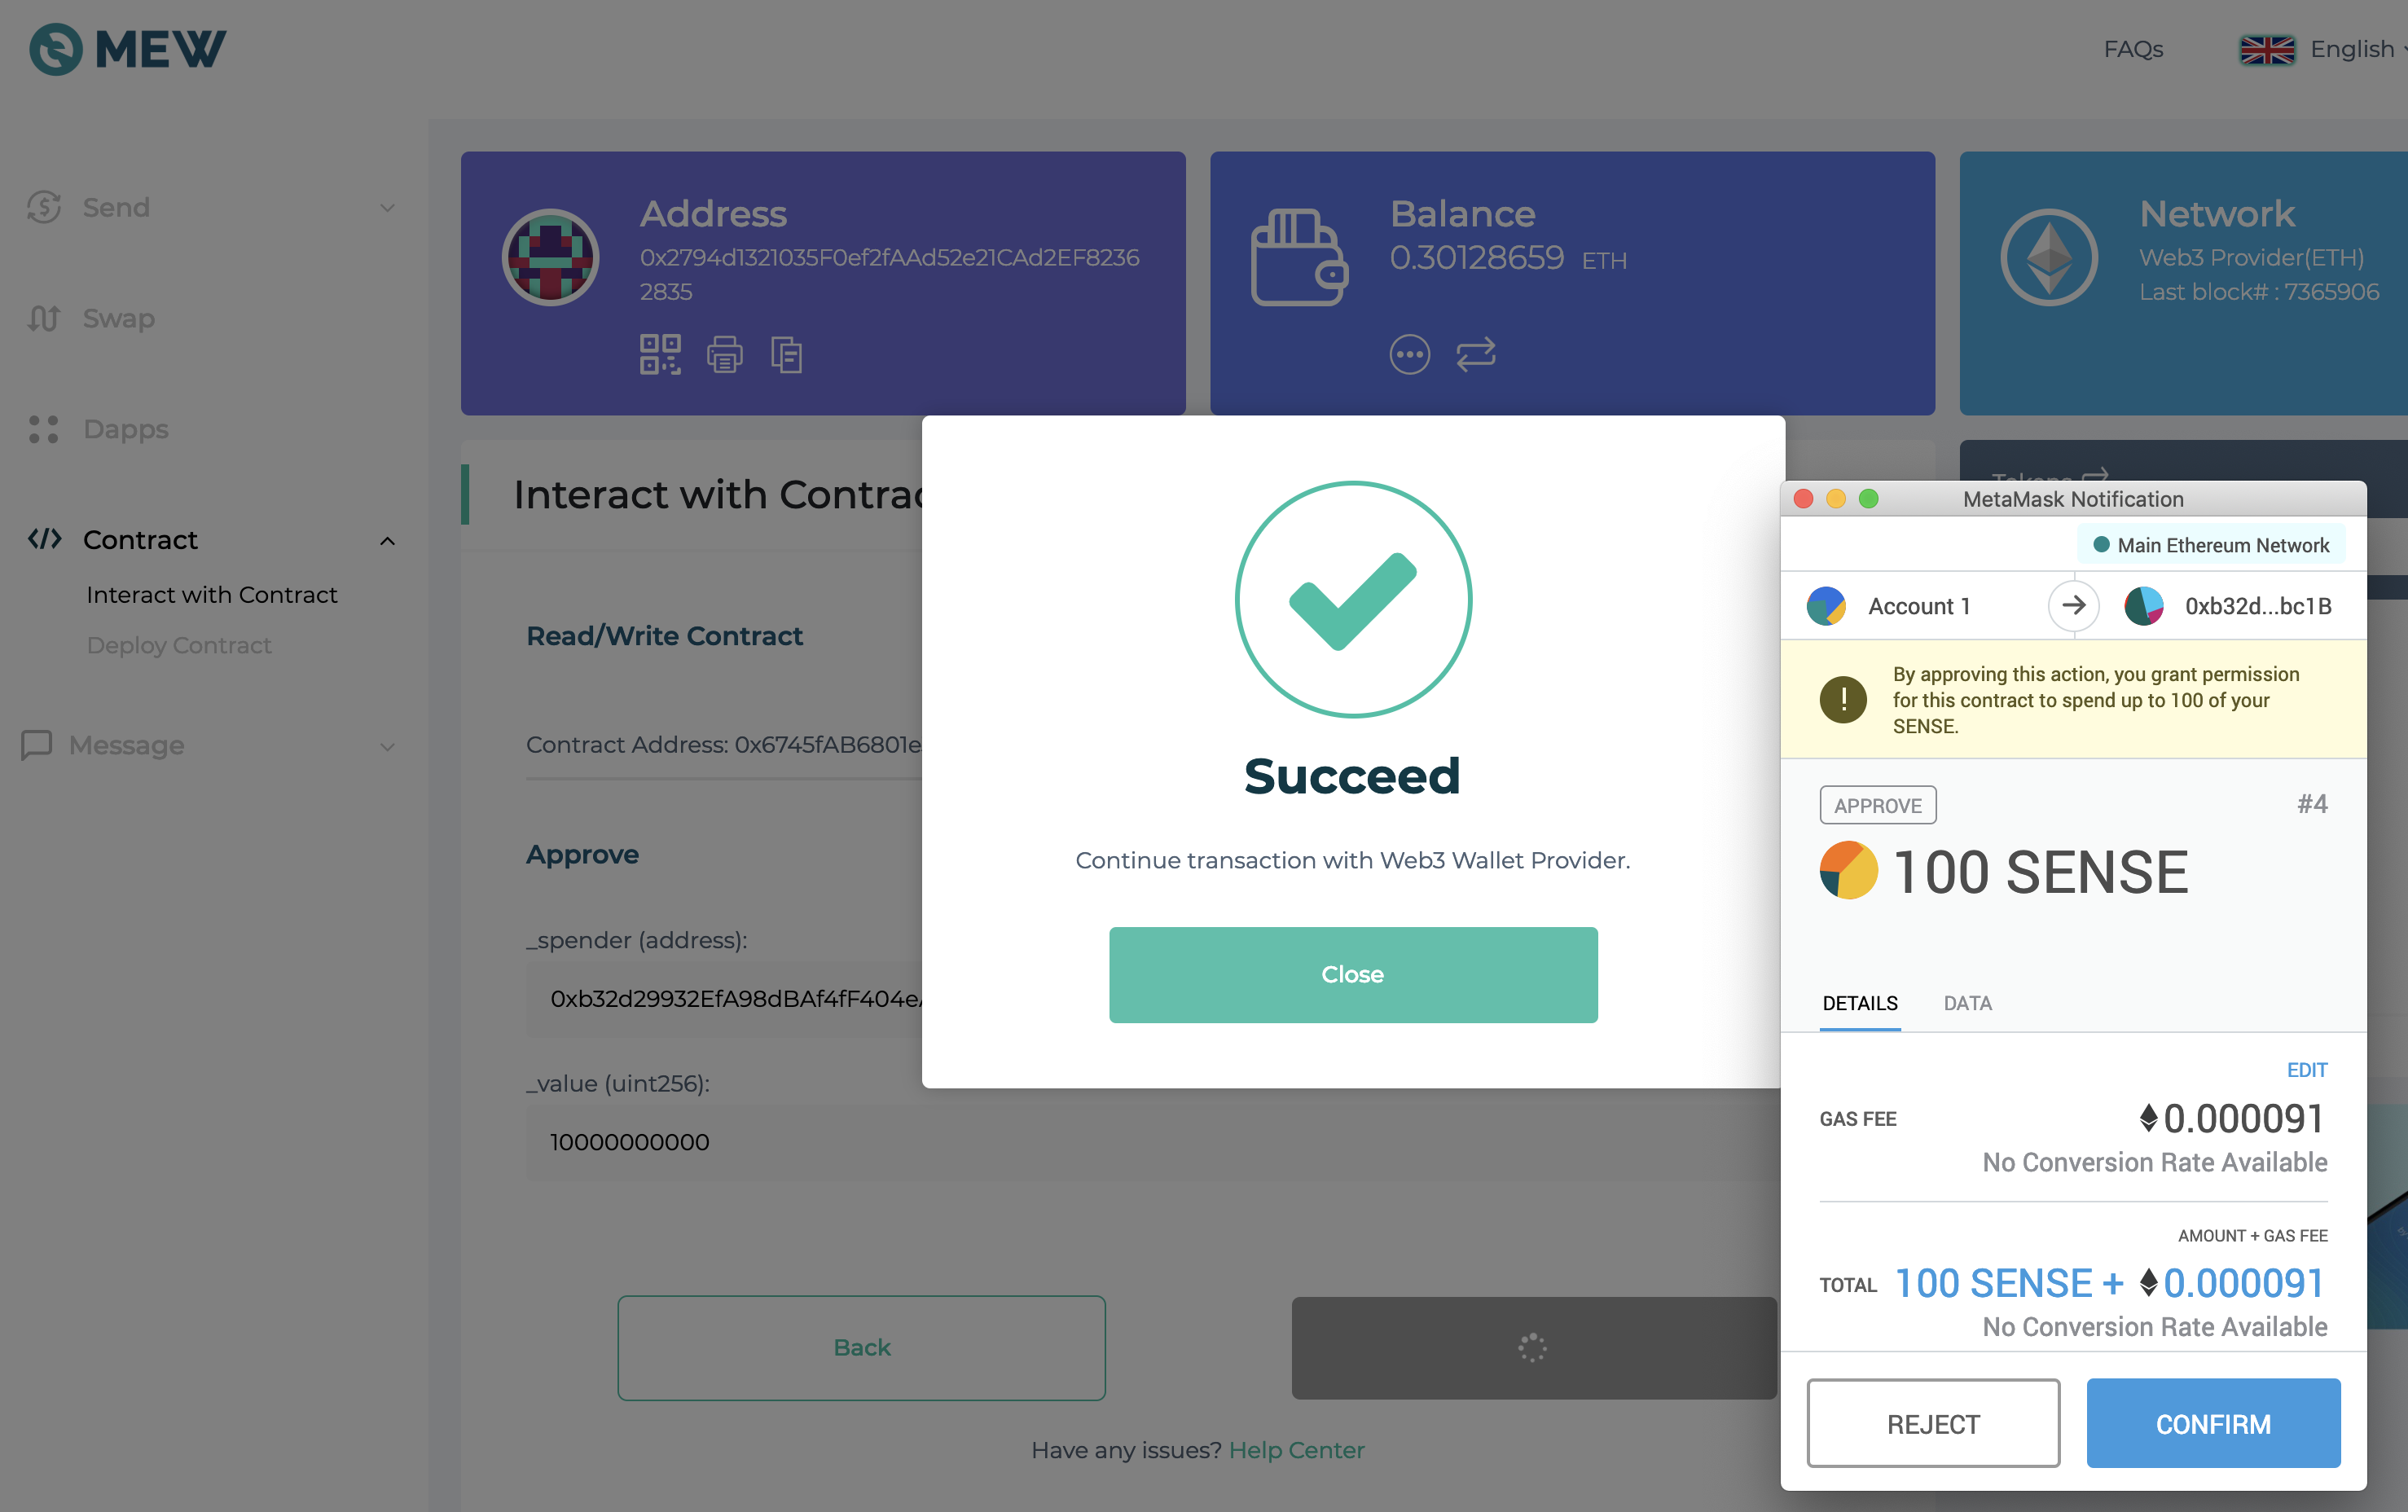 MEW
FAQs
English
Send
Swap
Dapps
Contract
Interact with Contract
Deploy Contract
Message
Address
0x2794d1321035F0ef2fAAd52e21CAd2EF8236
2835
Balance
0.30128659 ETH
Network
Web3 Provider(ETH)
Last block# : 7365906
Tokens
Interact with Contrac
Read/Write Contract
Contract Address: 0x6745fAB6801e
Approve
_spender (address):
0xb32d29932EfA98dBAf4fF404e
_value (uint256):
10000000000
Back
Have any issues? Help Center
Succeed
Continue transaction with Web3 Wallet Provider.
Close
MetaMask Notification
Main Ethereum Network
Account 1
0xb32d...bc1B
By approving this action, you grant permission
for this contract to spend up to 100 of your
SENSE.
APPROVE
#4
100 SENSE
DETAILS
DATA
EDIT
GAS FEE
0.000091
No Conversion Rate Available
AMOUNT + GAS FEE
TOTAL
100 SENSE + 0.000091
No Conversion Rate Available
REJECT
CONFIRM